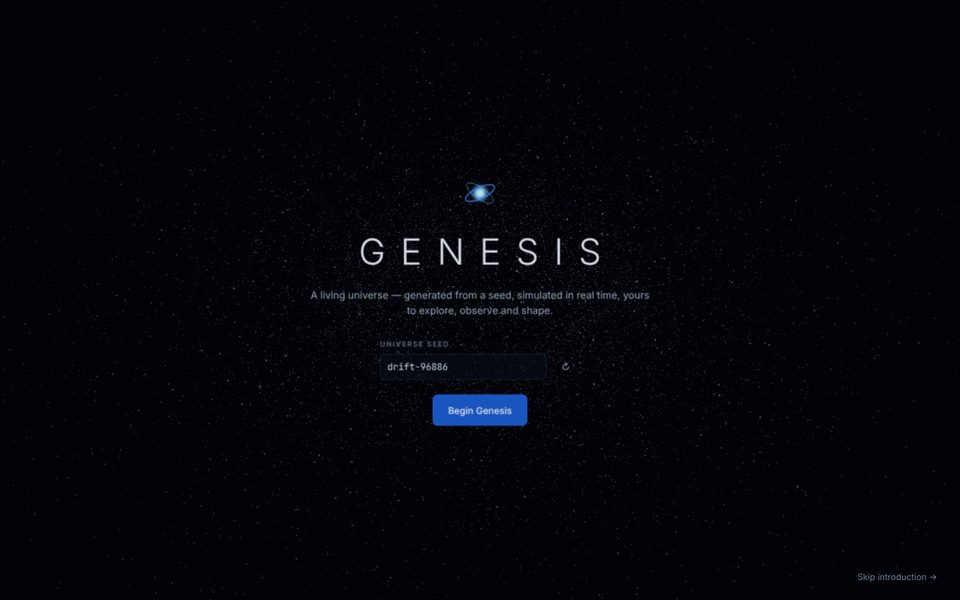 GENESIS
A living universe — generated from a seed, simulated in real time, yours
to explore, observe and shape.
UNIVERSE SEED
drift-96886
Begin Genesis
Skip introduction →